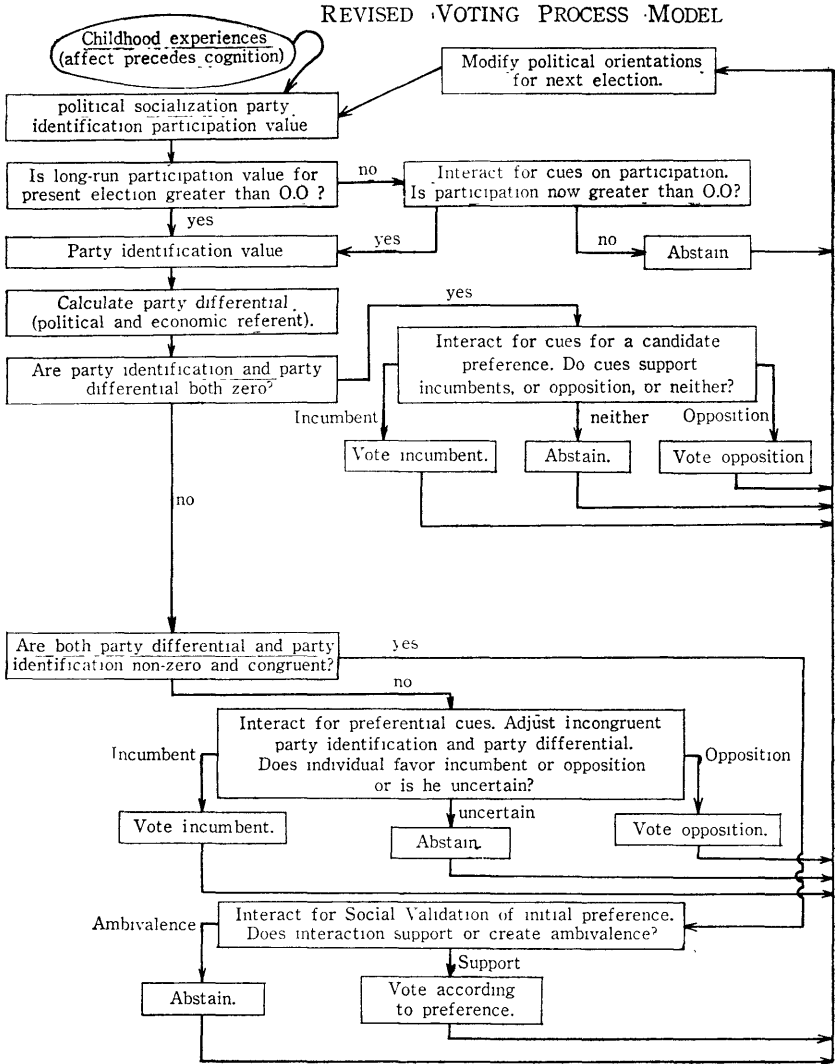 REVISED VOTING PROCESS MODEL
Childhood experiences
(affect precedes cognition)
Modify political orientations
for next election.
political socialization party
identification participation value
Is long-run participation value for
present election greater than 0.0 ?
no
Interact for cues on participation.
Is participation now greater than 0.0?
yes
Party identification value
yes
no
Abstain
Calculate party differential
(political and economic referent).
yes
Are party identification and party
differential both zero?
Interact for cues for a candidate
preference. Do cues support
incumbents, or opposition, or neither?
Incumbent
neither
Opposition
Vote incumbent.
Abstain.
Vote opposition
no
Are both party differential and party
identification non-zero and congruent?
yes
no
Interact for preferential cues. Adjust incongruent
party identification and party differential.
Does individual favor incumbent or opposition
or is he uncertain?
Incumbent
Opposition
uncertain
Vote incumbent.
Abstain.
Vote opposition.
Interact for Social Validation of initial preference.
Does interaction support or create ambivalence?
Ambivalence
Support
Abstain.
Vote according
to preference.